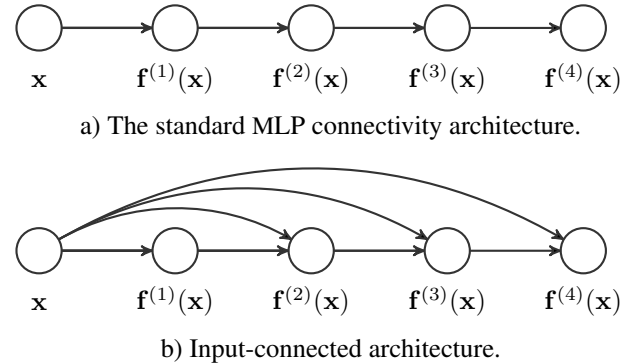 x f⁽¹⁾(x) f⁽²⁾(x) f⁽³⁾(x) f⁽⁴⁾(x)
a) The standard MLP connectivity architecture.
x f⁽¹⁾(x) f⁽²⁾(x) f⁽³⁾(x) f⁽⁴⁾(x)
b) Input-connected architecture.